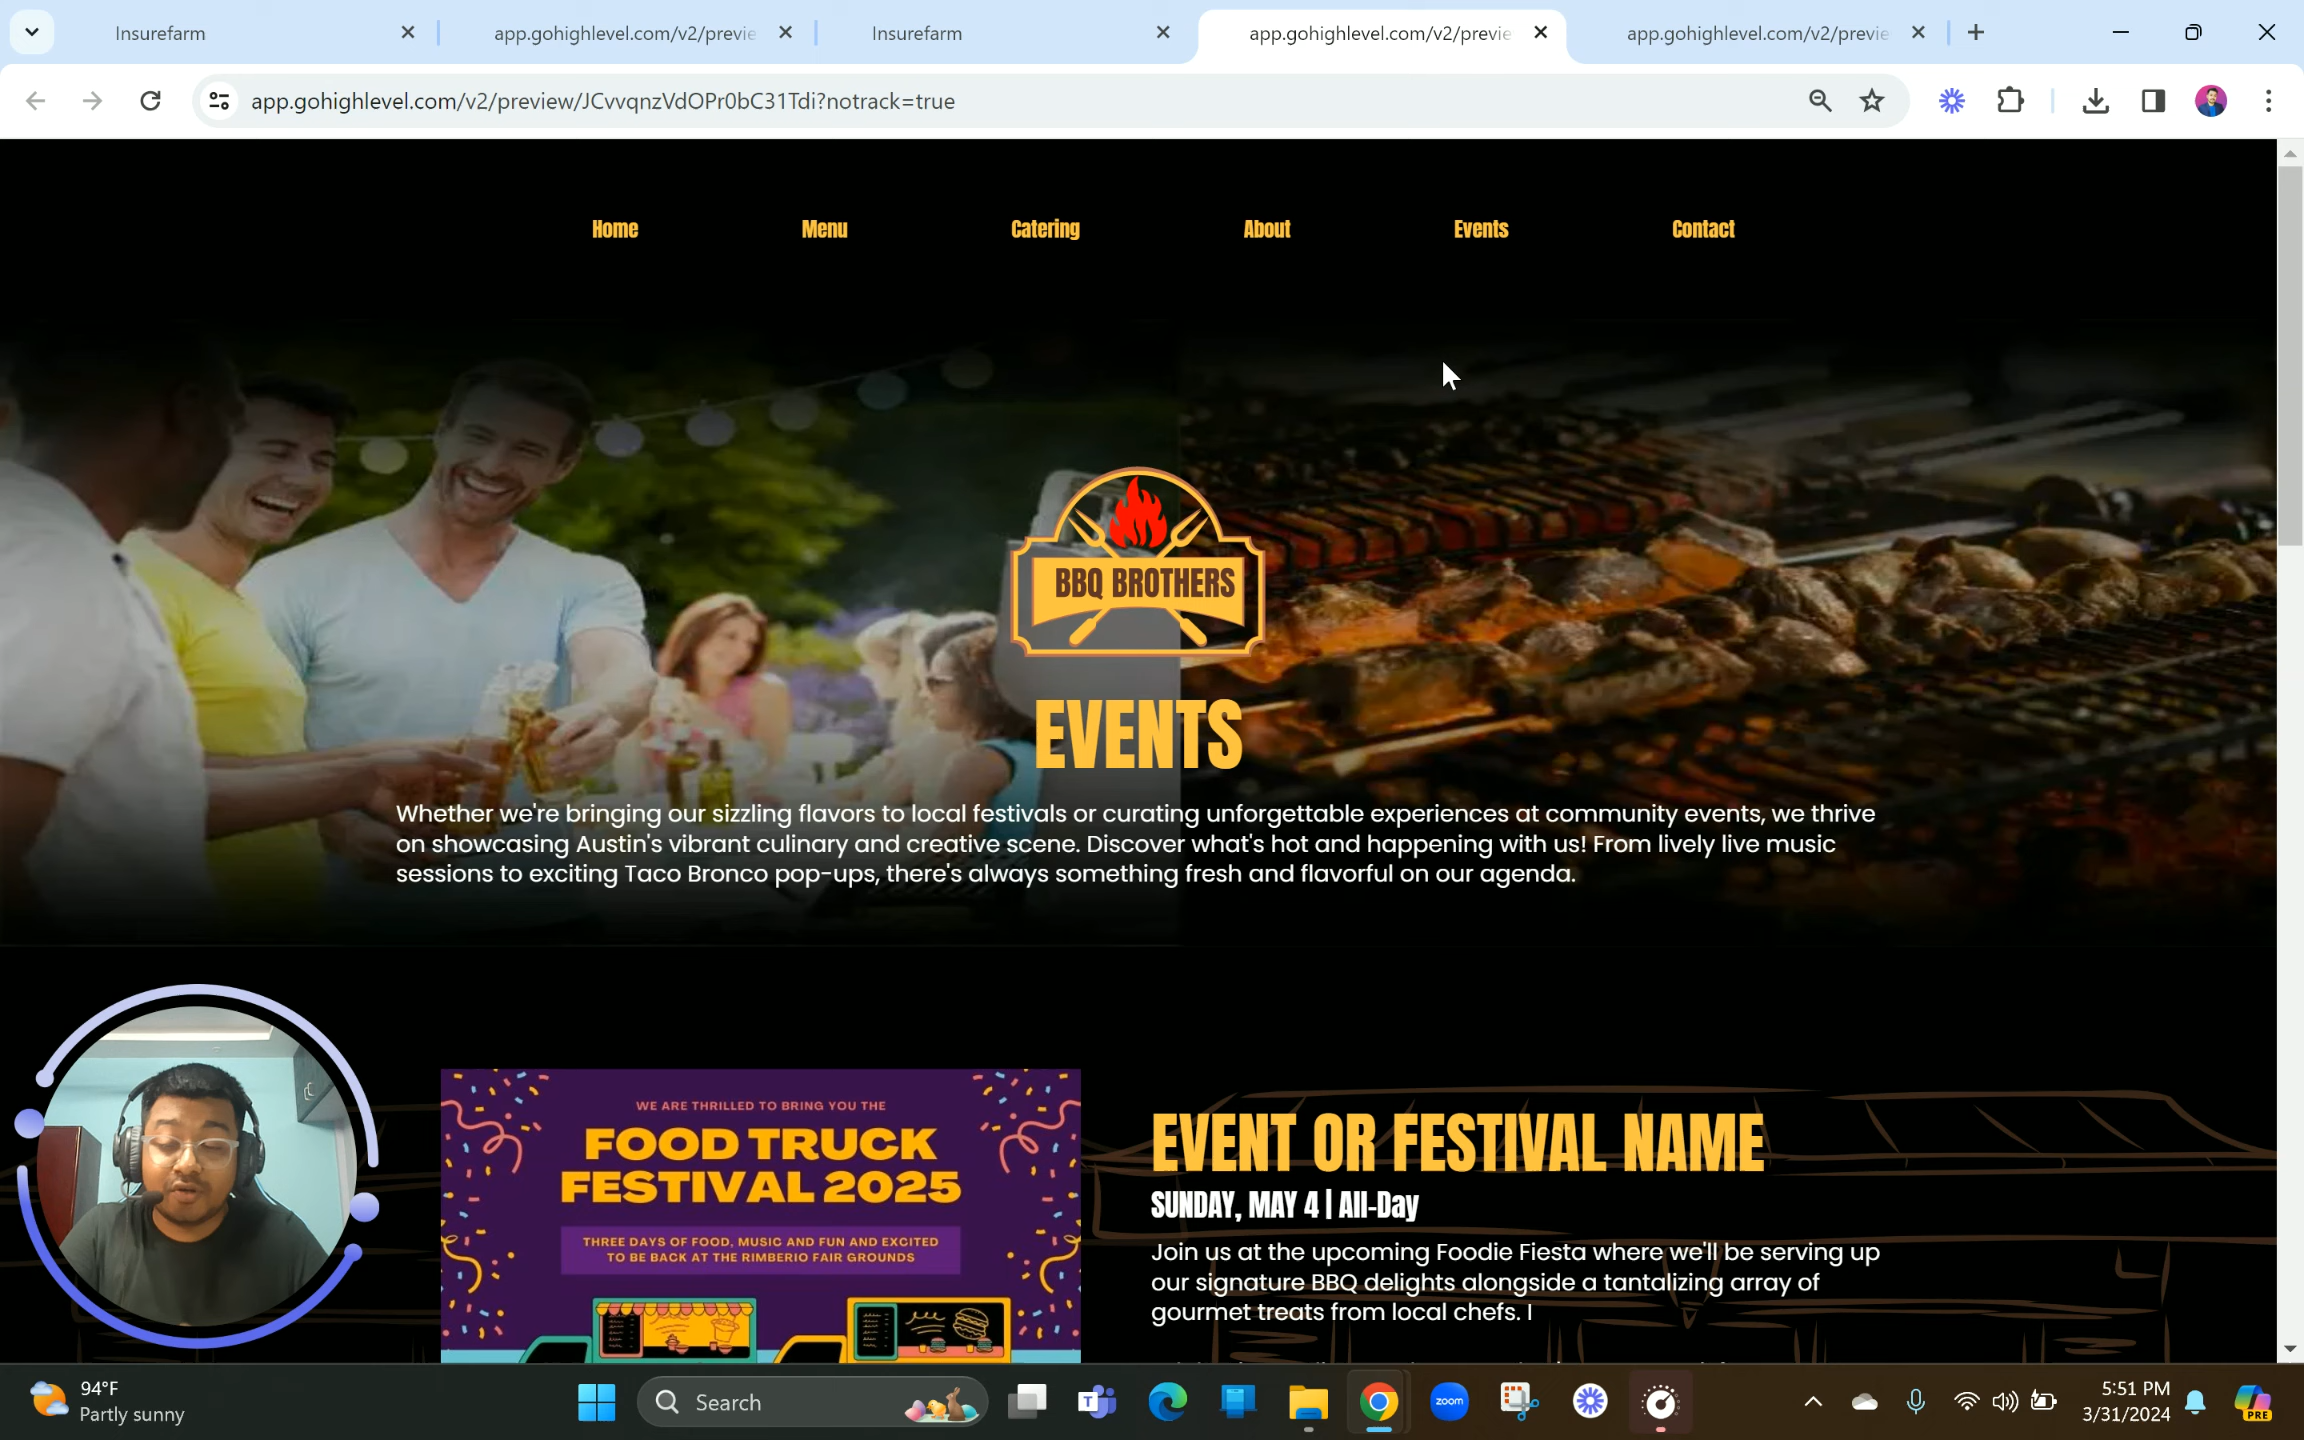 Insurefarm
app.gohighlevel.com/v2/previe
Insurefarm
app.gohighlevel.com/v2/previe
app.gohighlevel.com/v2/previe
app.gohighlevel.com/v2/preview/JCvvqnzVdOPr0bC31Tdi?notrack=true
Home Menu Catering About Events Contact
BBQ BROTHERS
EVENTS
Whether we're bringing our sizzling flavors to local festivals or curating unforgettable experiences at community events, we thrive
on showcasing Austin's vibrant culinary and creative scene. Discover what's hot and happening with us! From lively live music
sessions to exciting Taco Bronco pop-ups, there's always something fresh and flavorful on our agenda.
WE ARE THRILLED TO BRING YOU THE
FOOD TRUCK
FESTIVAL 2025
THREE DAYS OF FOOD, MUSIC AND FUN AND EXCITED
TO BE BACK AT THE RIMBERIO FAIR GROUNDS
EVENT OR FESTIVAL NAME
SUNDAY, MAY 4 | All-Day
Join us at the upcoming Foodie Fiesta where we'll be serving up
our signature BBQ delights alongside a tantalizing array of
gourmet treats from local chefs. I
94°F
Partly sunny
Search
zoom
5:51 PM
3/31/2024
PRE